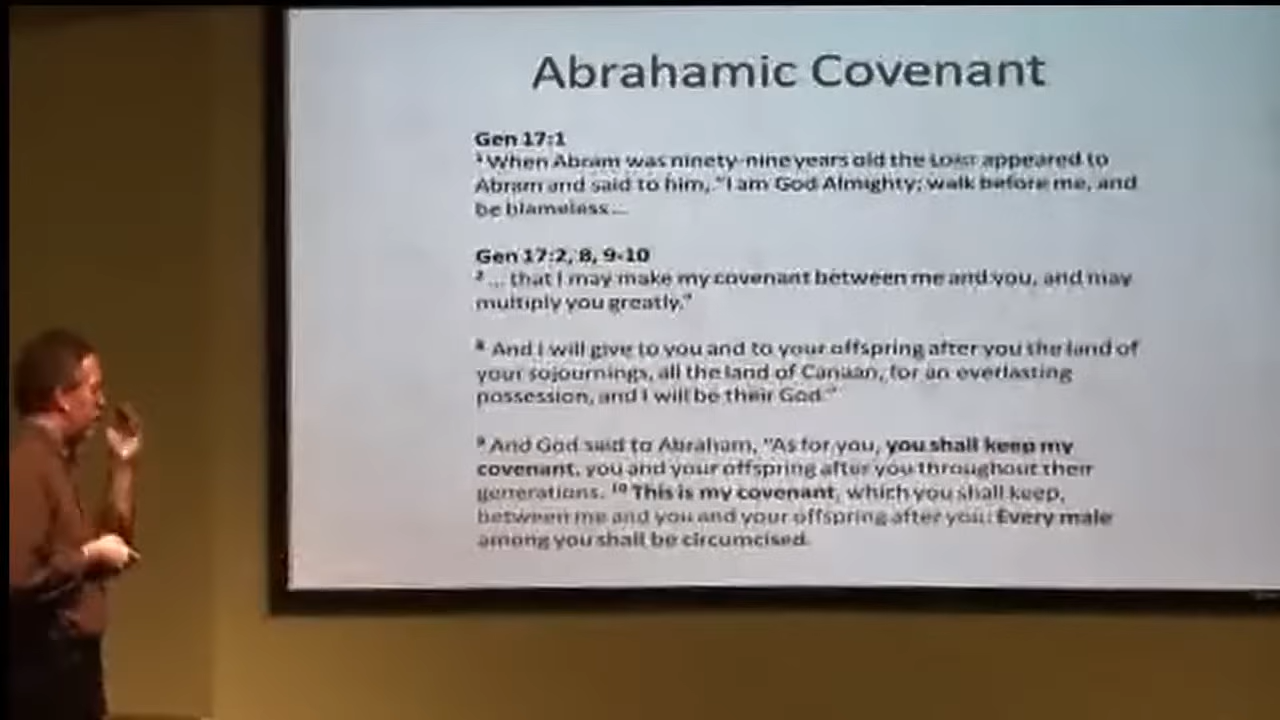 Abrahamic Covenant
Gen 17:1
¹ When Abram was ninety-nine years old the LORD appeared to
Abram and said to him, "I am God Almighty; walk before me, and
be blameless...
Gen 17:2, 8, 9-10
² ... that I may make my covenant between me and you, and may
multiply you greatly."
⁸ And I will give to you and to your offspring after you the land of
your sojournings, all the land of Canaan, for an everlasting
possession, and I will be their God."
⁹ And God said to Abraham, "As for you, you shall keep my
covenant, you and your offspring after you throughout their
generations. ¹⁰ This is my covenant, which you shall keep,
between me and you and your offspring after you: Every male
among you shall be circumcised.